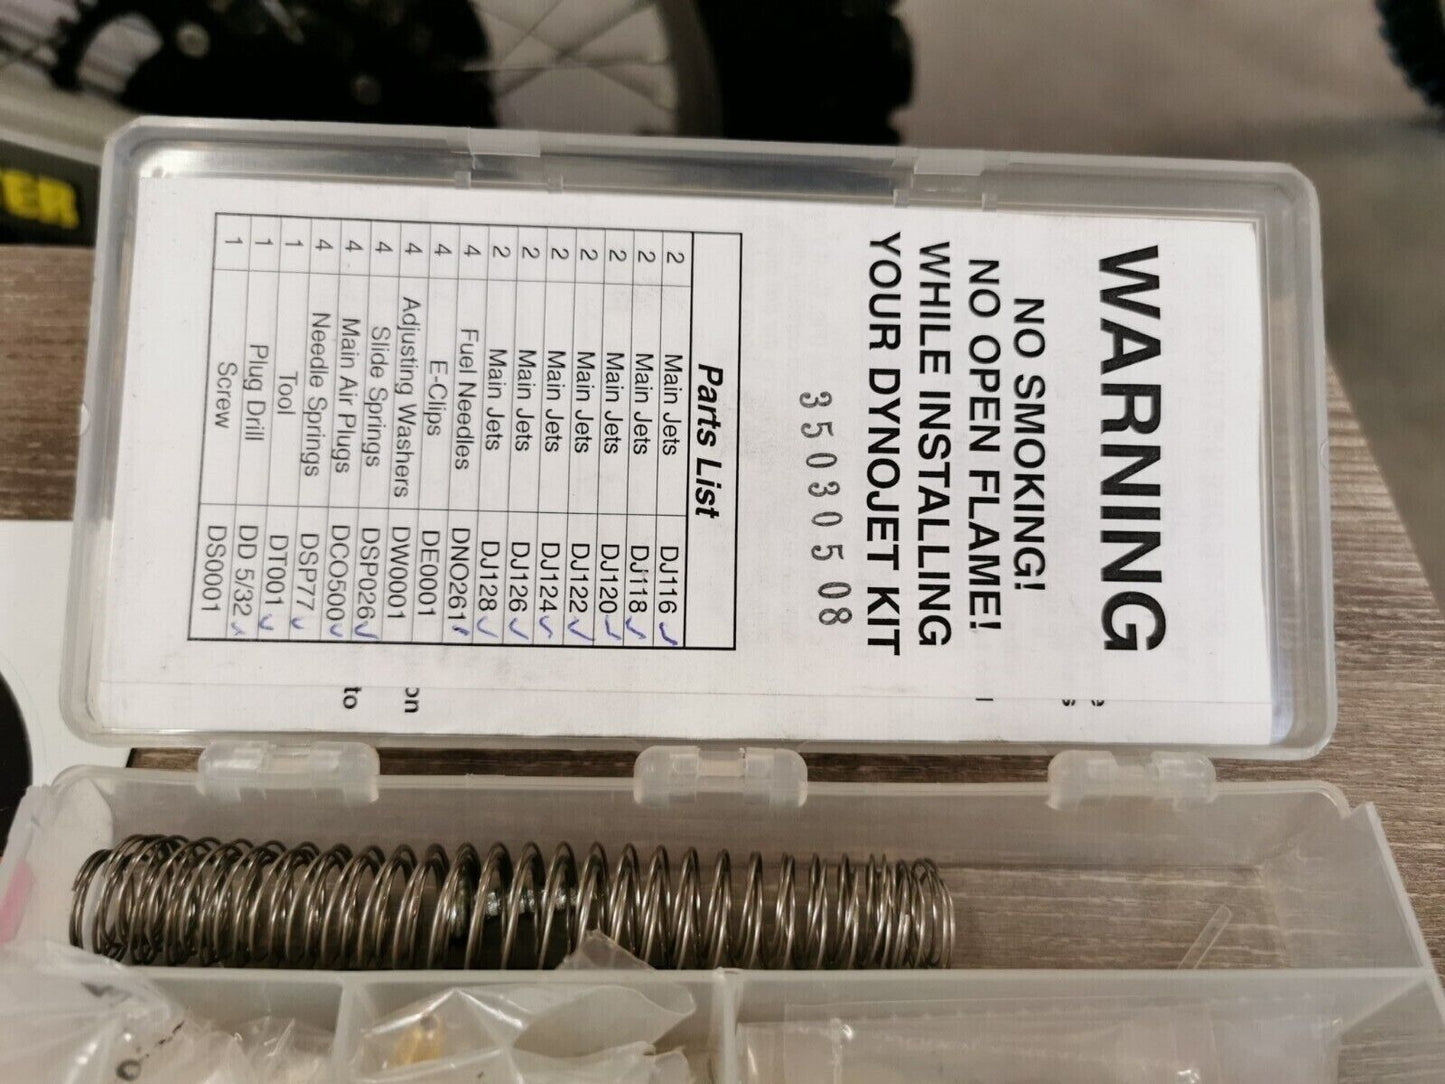 WARNING
NO SMOKING!
NO OPEN FLAME!
WHILE INSTALLING
YOUR DYNOJET KIT
35030508
Parts List
2 Main Jets DJ116
2 Main Jets DJ118
2 Main Jets DJ120
2 Main Jets DJ122
2 Main Jets DJ124
2 Main Jets DJ126
2 Main Jets DJ128
4 Fuel Needles DNO261
4 E-Clips DE0001
4 Adjusting Washers DW0001
4 Slide Springs DSP026
4 Main Air Plugs DCO500
4 Needle Springs DSP77
1 Tool DT001
1 Plug Drill DD 5/32
1 Screw DS0001
on
to
TER